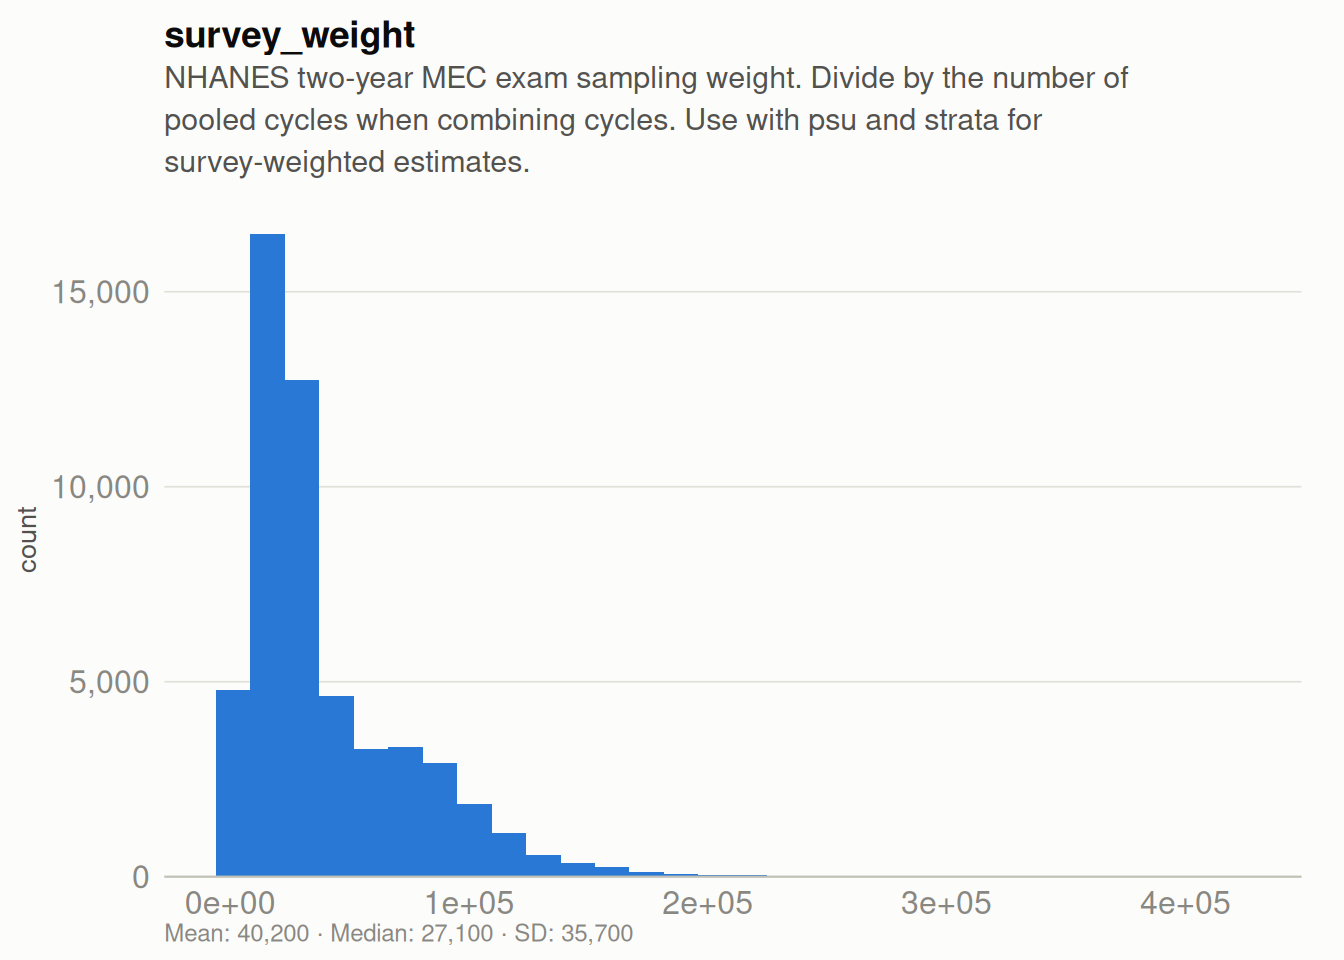 survey_weight
NHANES two-year MEC exam sampling weight. Divide by the number of
pooled cycles when combining cycles. Use with psu and strata for
survey-weighted estimates.
15,000
10,000
5,000
0
count
0e+00 1e+05 2e+05 3e+05 4e+05
Mean: 40,200 · Median: 27,100 · SD: 35,700